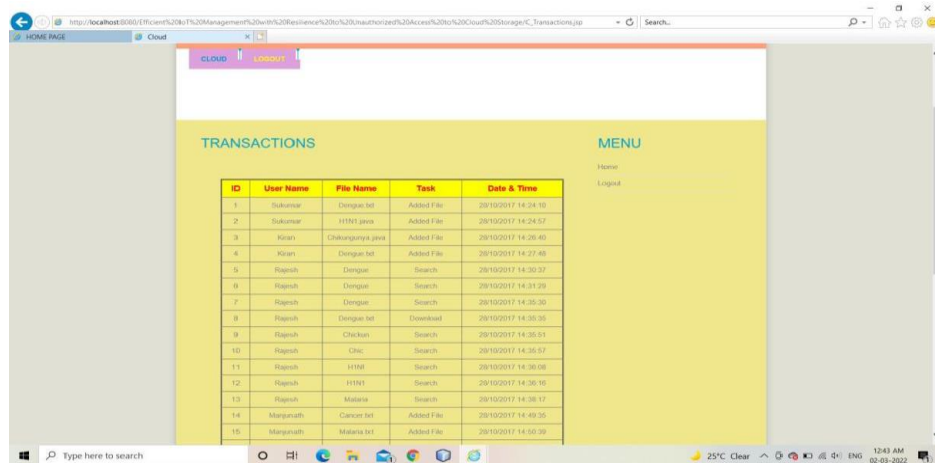 http://localhost:8080/Efficient%20IoT%20Management%20with%20Resilience%20to%20Unauthorized%20Access%20to%20Cloud%20Storage/C_Transactions.jsp Search...
HOME PAGE Cloud
CLOUD LOGOUT
TRANSACTIONS
MENU
Home
Logout
ID User Name File Name Task Date & Time
1 Sukumar Dengue.txt Added File 28/10/2017 14:24:18
2 Sukumar H1N1.java Added File 28/10/2017 14:24:57
3 Kiran Chikungunya.java Added File 28/10/2017 14:26:40
4 Kiran Dengue.txt Added File 28/10/2017 14:27:48
5 Rajesh Dengue Search 28/10/2017 14:30:37
6 Rajesh Dengue Search 28/10/2017 14:31:29
7 Rajesh Dengue Search 28/10/2017 14:35:30
8 Rajesh Dengue.txt Download 28/10/2017 14:35:35
9 Rajesh Chickun Search 28/10/2017 14:35:51
10 Rajesh Chic Search 28/10/2017 14:35:57
11 Rajesh H1NI Search 28/10/2017 14:36:08
12 Rajesh H1N1 Search 28/10/2017 14:36:16
13 Rajesh Malaria Search 28/10/2017 14:38:17
14 Manjunath Cancer.txt Added File 28/10/2017 14:49:35
15 Manjunath Malaria.txt Added File 28/10/2017 14:50:39
Type here to search 25°C Clear ENG 12:43 AM
02-03-2022